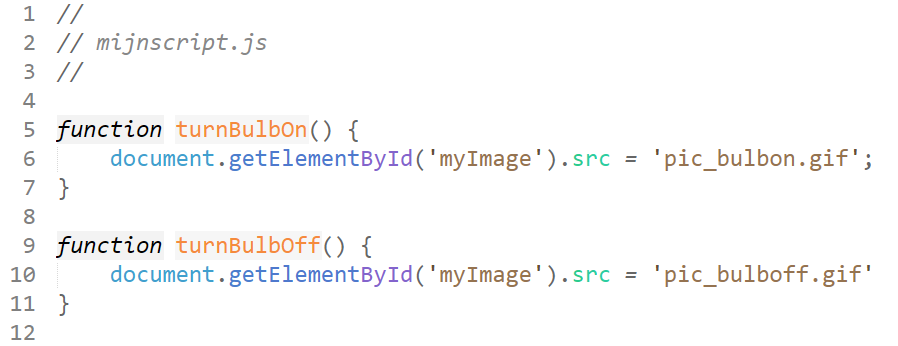 1 //
2 // mijnscript.js
3 //
4
5 function turnBulbOn() {
6     document.getElementById('myImage').src = 'pic_bulbon.gif';
7 }
8
9 function turnBulbOff() {
10     document.getElementById('myImage').src = 'pic_bulboff.gif'
11 }
12